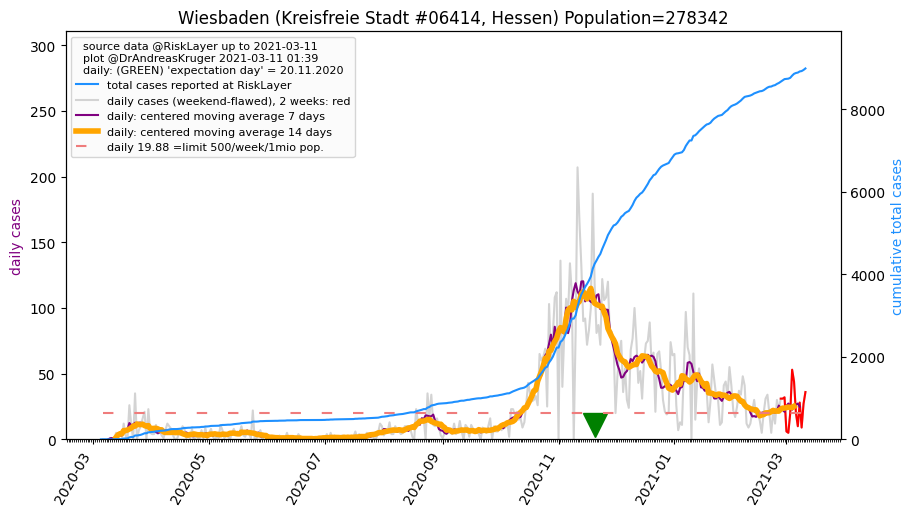 Wiesbaden (Kreisfreie Stadt #06414, Hessen) Population=278342
source data @RiskLayer up to 2021-03-11
plot @DrAndreasKruger 2021-03-11 01:39
daily: (GREEN) 'expectation day' = 20.11.2020
total cases reported at RiskLayer
daily cases (weekend-flawed), 2 weeks: red
daily: centered moving average 7 days
daily: centered moving average 14 days
daily 19.88 =limit 500/week/1mio pop.
daily cases
300
250
200
150
100
50
0
cumulative total cases
8000
6000
4000
2000
0
2020-03
2020-05
2020-07
2020-09
2020-11
2021-01
2021-03